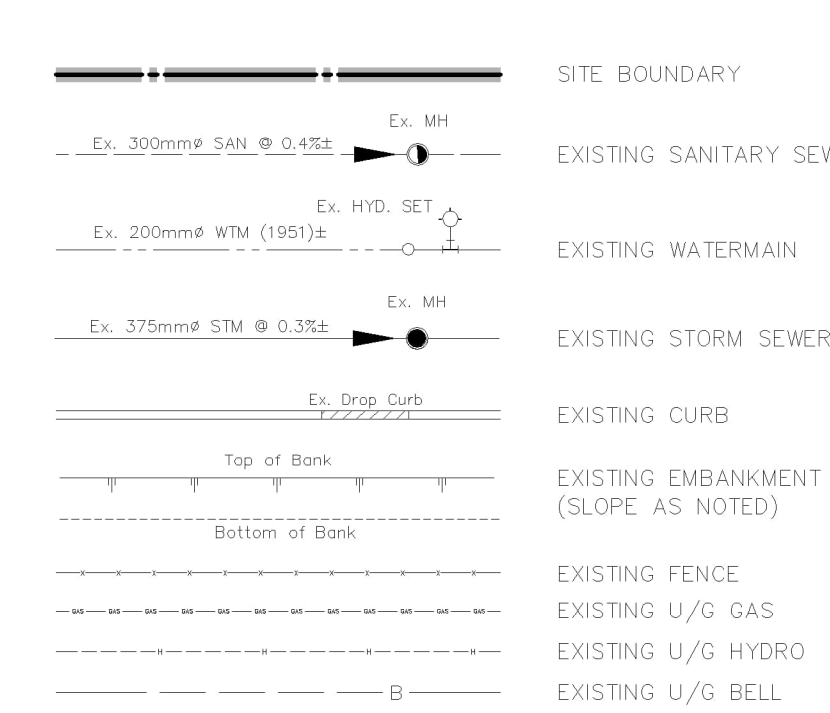 SITE BOUNDARY
Ex. MH
Ex. 300mmø SAN @ 0.4%±
EXISTING SANITARY SEW
Ex. HYD. SET
Ex. 200mmø WTM (1951)±
EXISTING WATERMAIN
Ex. MH
Ex. 375mmø STM @ 0.3%±
EXISTING STORM SEWER
Ex. Drop Curb
EXISTING CURB
Top of Bank
EXISTING EMBANKMENT
(SLOPE AS NOTED)
Bottom of Bank
X X X X X X X X X X X X
EXISTING FENCE
GAS GAS GAS GAS GAS GAS GAS GAS GAS GAS GAS GAS
EXISTING U/G GAS
H H H H
EXISTING U/G HYDRO
B
EXISTING U/G BELL